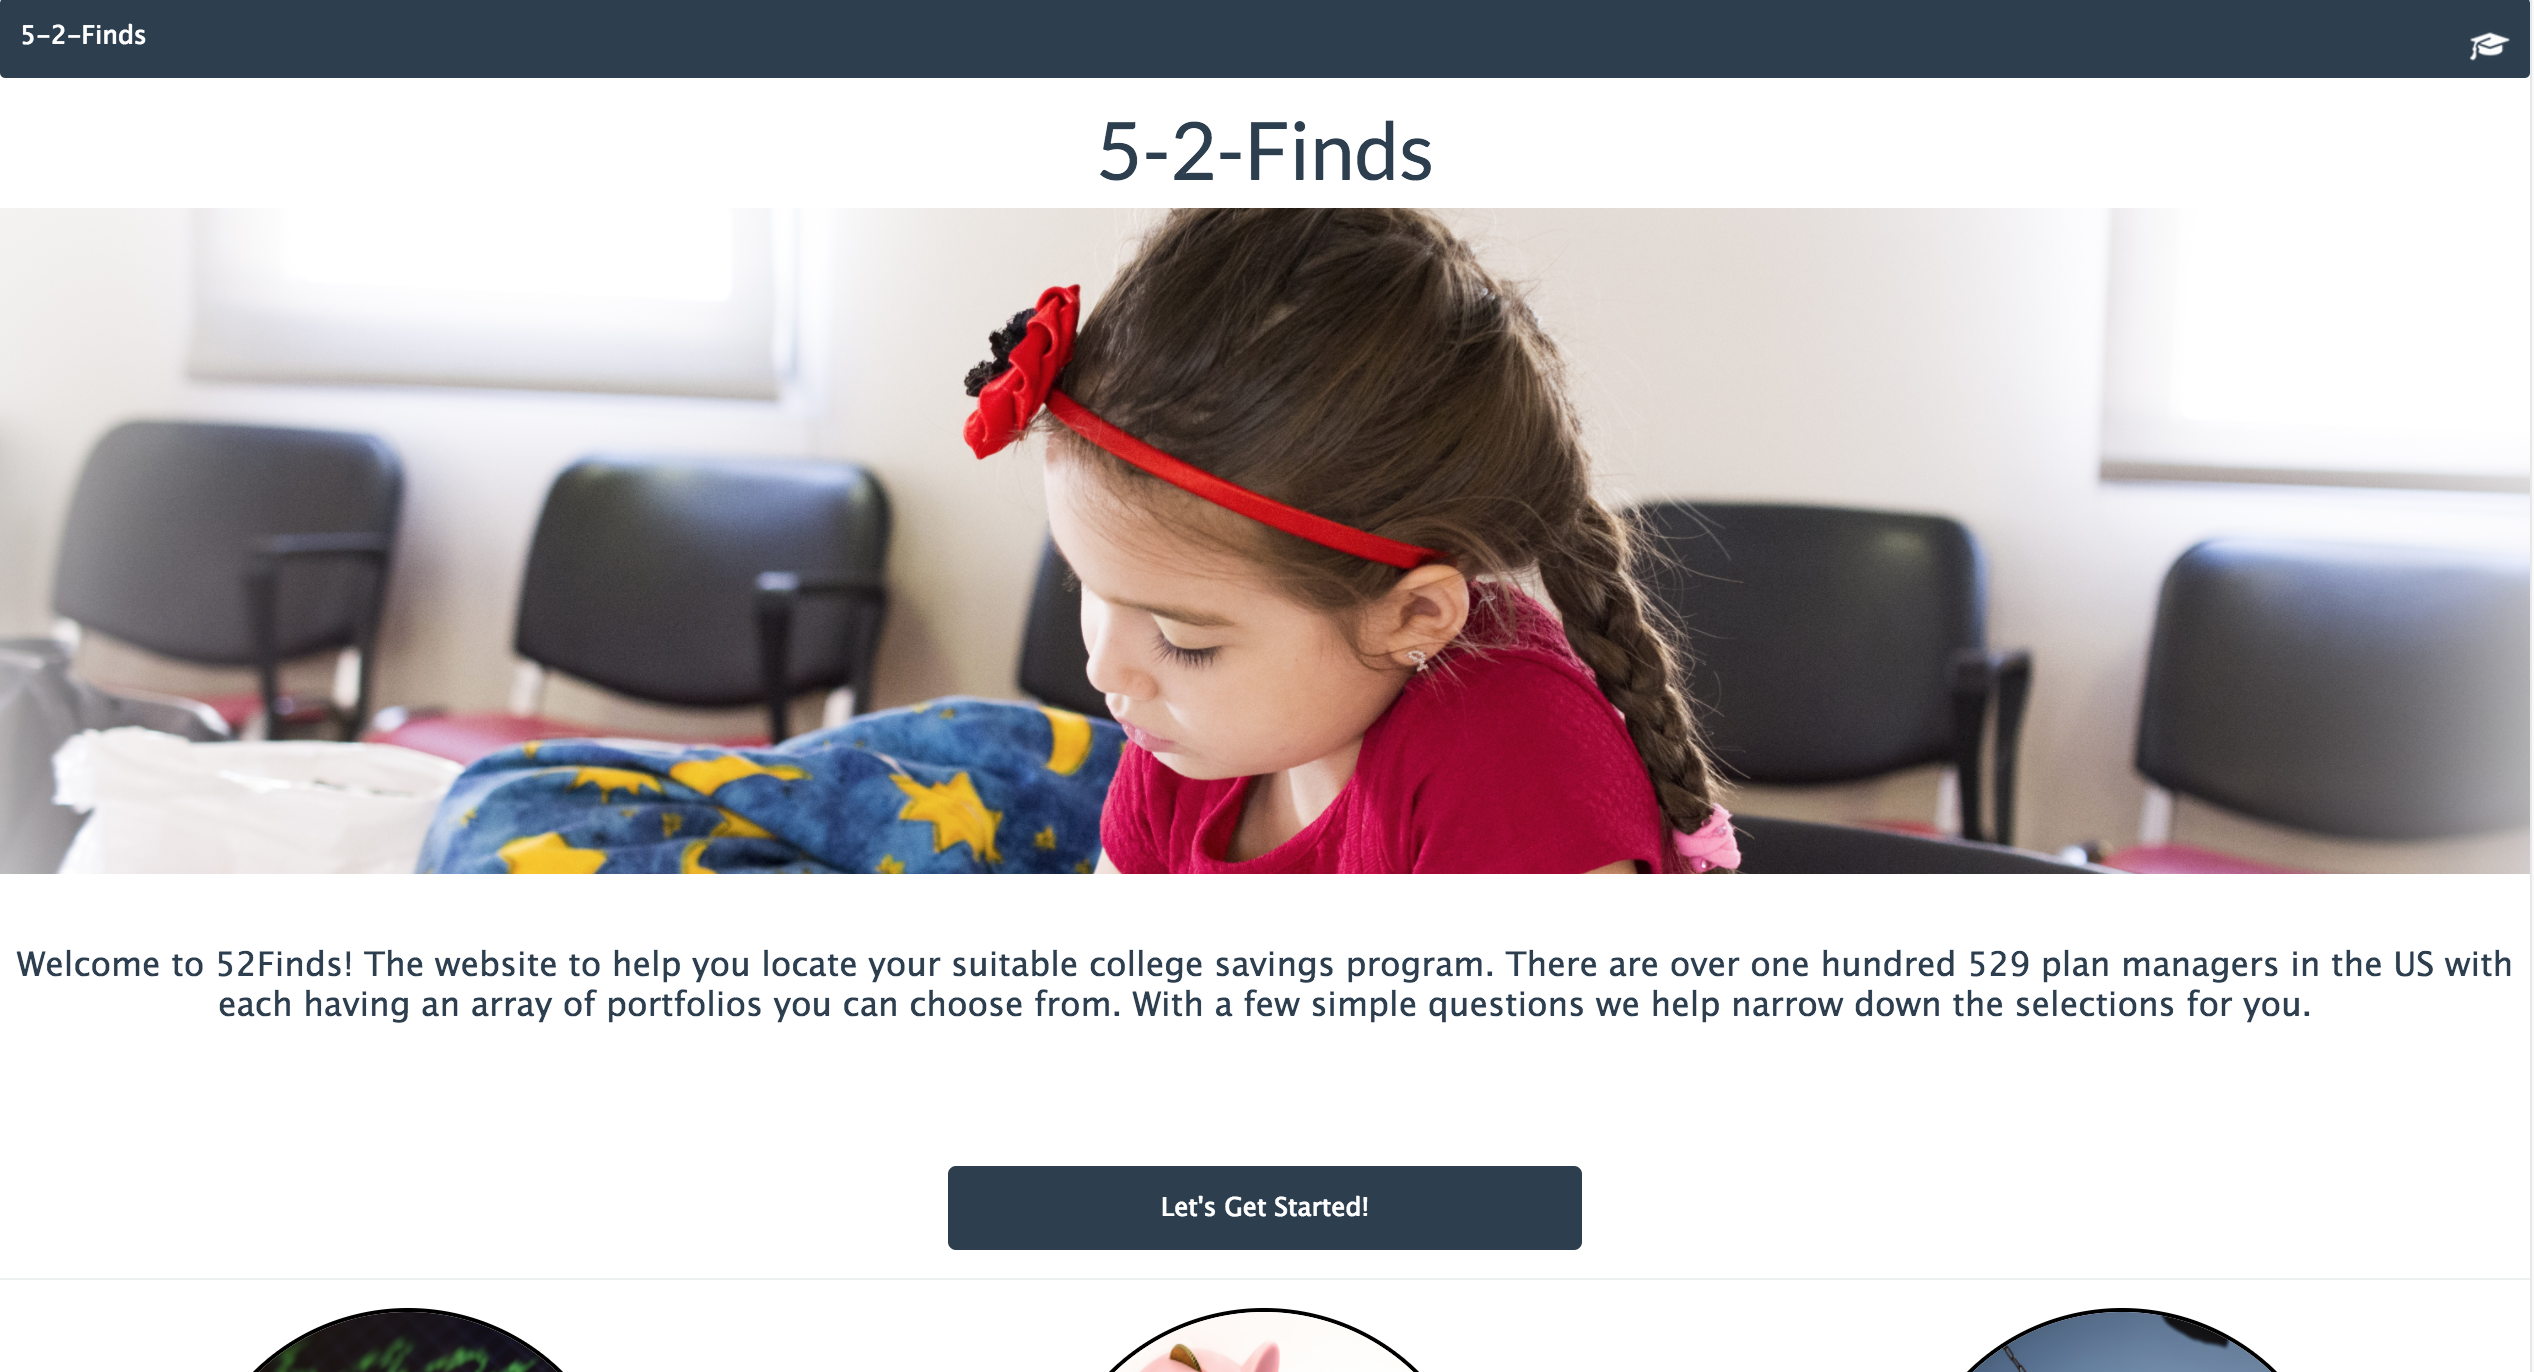 5-2-Finds
5-2-Finds
Welcome to 52Finds! The website to help you locate your suitable college savings program. There are over one hundred 529 plan managers in the US with
each having an array of portfolios you can choose from. With a few simple questions we help narrow down the selections for you.
Let's Get Started!